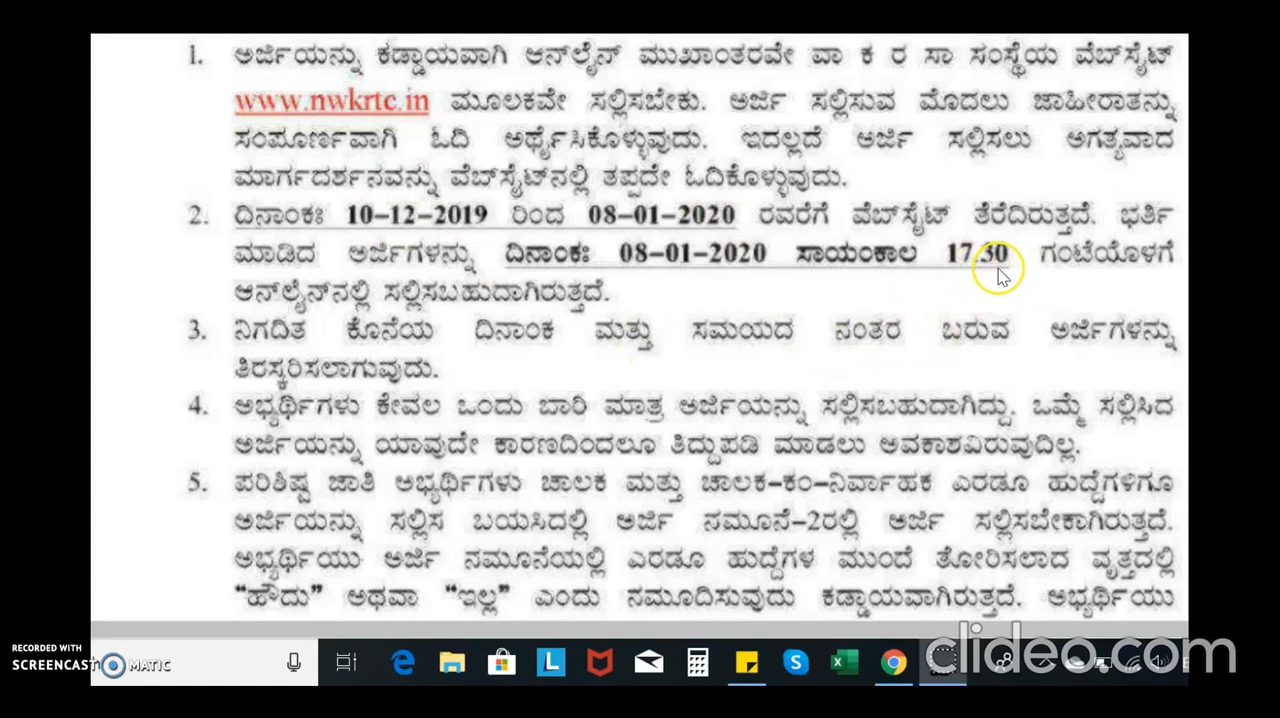 1. ಅರ್ಜಿಯನ್ನು ಕಡ್ಡಾಯವಾಗಿ ಆನ್‌ಲೈನ್ ಮುಖಾಂತರವೇ ವಾ ಕ ರ ಸಾ ಸಂಸ್ಥೆಯ ವೆಬ್‌ಸೈಟ್
www.nwkrtc.in ಮೂಲಕವೇ ಸಲ್ಲಿಸಬೇಕು. ಅರ್ಜಿ ಸಲ್ಲಿಸುವ ಮೊದಲು ಜಾಹೀರಾತನ್ನು
ಸಂಪೂರ್ಣವಾಗಿ ಓದಿ ಅರ್ಥೈಸಿಕೊಳ್ಳುವುದು. ಇದಲ್ಲದೆ ಅರ್ಜಿ ಸಲ್ಲಿಸಲು ಅಗತ್ಯವಾದ
ಮಾರ್ಗದರ್ಶನವನ್ನು ವೆಬ್‌ಸೈಟ್‌ನಲ್ಲಿ ತಪ್ಪದೇ ಓದಿಕೊಳ್ಳುವುದು.
2. ದಿನಾಂಕಃ 10-12-2019 ರಿಂದ 08-01-2020 ರವರೆಗೆ ವೆಬ್‌ಸೈಟ್ ತೆರೆದಿರುತ್ತದೆ. ಭರ್ತಿ
ಮಾಡಿದ ಅರ್ಜಿಗಳನ್ನು ದಿನಾಂಕಃ 08-01-2020 ಸಾಯಂಕಾಲ 17.30 ಗಂಟೆಯೊಳಗೆ
ಆನ್‌ಲೈನ್‌ನಲ್ಲಿ ಸಲ್ಲಿಸಬಹುದಾಗಿರುತ್ತದೆ.
3. ನಿಗದಿತ ಕೊನೆಯ ದಿನಾಂಕ ಮತ್ತು ಸಮಯದ ನಂತರ ಬರುವ ಅರ್ಜಿಗಳನ್ನು
ತಿರಸ್ಕರಿಸಲಾಗುವುದು.
4. ಅಭ್ಯರ್ಥಿಗಳು ಕೇವಲ ಒಂದು ಬಾರಿ ಮಾತ್ರ ಅರ್ಜಿಯನ್ನು ಸಲ್ಲಿಸಬಹುದಾಗಿದ್ದು. ಒಮ್ಮೆ ಸಲ್ಲಿಸಿದ
ಅರ್ಜಿಯನ್ನು ಯಾವುದೇ ಕಾರಣದಿಂದಲೂ ತಿದ್ದುಪಡಿ ಮಾಡಲು ಅವಕಾಶವಿರುವುದಿಲ್ಲ.
5. ಪರಿಶಿಷ್ಟ ಜಾತಿ ಅಭ್ಯರ್ಥಿಗಳು ಚಾಲಕ ಮತ್ತು ಚಾಲಕ-ಕಂ-ನಿರ್ವಾಹಕ ಎರಡೂ ಹುದ್ದೆಗಳಿಗೂ
ಅರ್ಜಿಯನ್ನು ಸಲ್ಲಿಸ ಬಯಸಿದಲ್ಲಿ ಅರ್ಜಿ ನಮೂನೆ-2ರಲ್ಲಿ ಅರ್ಜಿ ಸಲ್ಲಿಸಬೇಕಾಗಿರುತ್ತದೆ.
ಅಭ್ಯರ್ಥಿಯು ಅರ್ಜಿ ನಮೂನೆಯಲ್ಲಿ ಎರಡೂ ಹುದ್ದೆಗಳ ಮುಂದೆ ತೋರಿಸಲಾದ ವೃತ್ತದಲ್ಲಿ
“ಹೌದು” ಅಥವಾ “ಇಲ್ಲ” ಎಂದು ನಮೂದಿಸುವುದು ಕಡ್ಡಾಯವಾಗಿರುತ್ತದೆ. ಅಭ್ಯರ್ಥಿಯು
RECORDED WITH
SCREENCAST MATIC
clideo.com